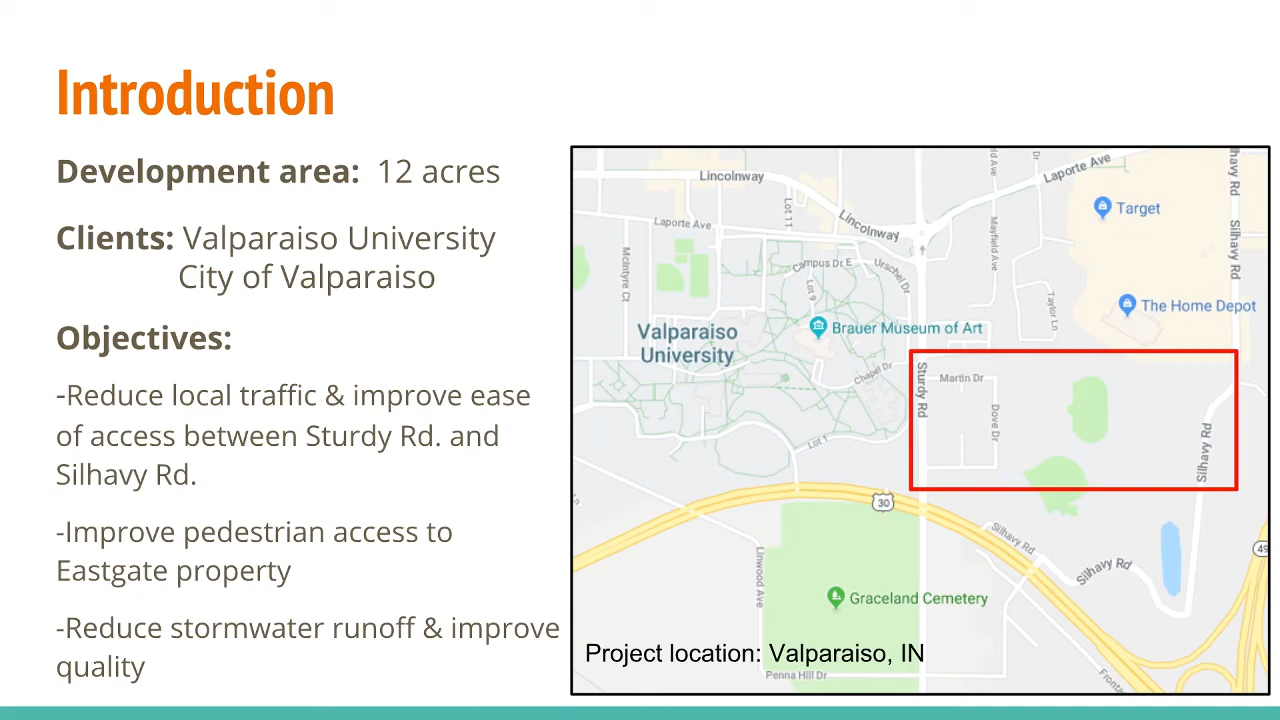 Introduction
Development area: 12 acres
Clients: Valparaiso University
City of Valparaiso
Objectives:
-Reduce local traffic & improve ease
of access between Sturdy Rd. and
Silhavy Rd.
-Improve pedestrian access to
Eastgate property
-Reduce stormwater runoff & improve
quality
Lincolnway
Laporte Ave
Laporte Ave
Lot 11
Lincolnway
Dr
Mayfield Ave
Target
Silhavy Rd
McIntyre Ct
Campus Dr E
Urschel Dr
Lot 9
Taylor Ln
The Home Depot
Valparaiso
University
Brauer Museum of Art
Chapel Dr
Sturdy Rd
Martin Dr
Dove Dr
Lot 1
Silhavy Rd
30
Silhavy Rd
Silhavy Rd
49
Linwood Ave
Graceland Cemetery
Project location: Valparaiso, IN
Penna Hill Dr